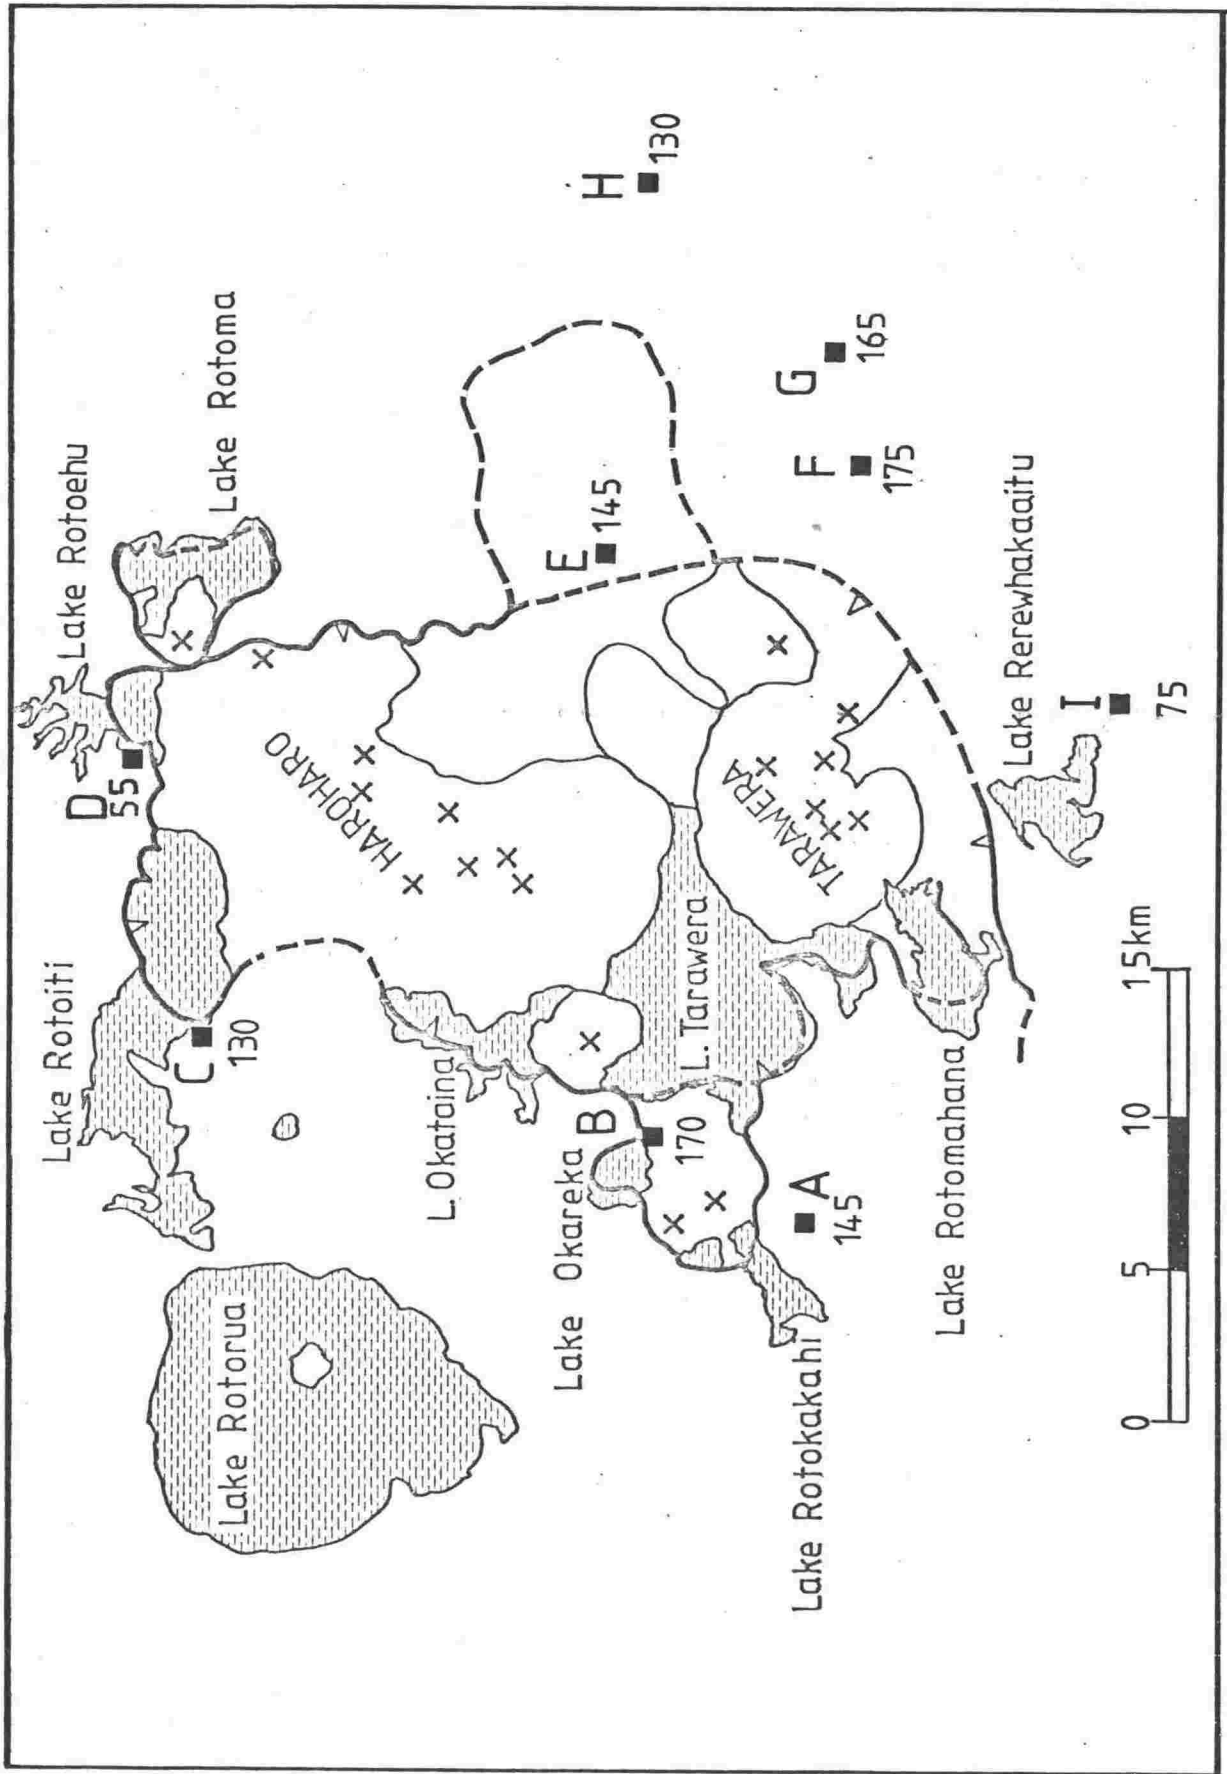 Lake Rotoehu
Lake Rotoma
Lake Rotoiti
D
55
C
130
Lake Rotorua
HAROHARO
L. Okataina
H
130
E
145
B
170
Lake Okareka
L. Tarawera
G
165
F
175
TARAWERA
A
145
Lake Rotokakahi
Lake Rotomahana
Lake Rerewhakaaitu
I
75
0 5 10 15km